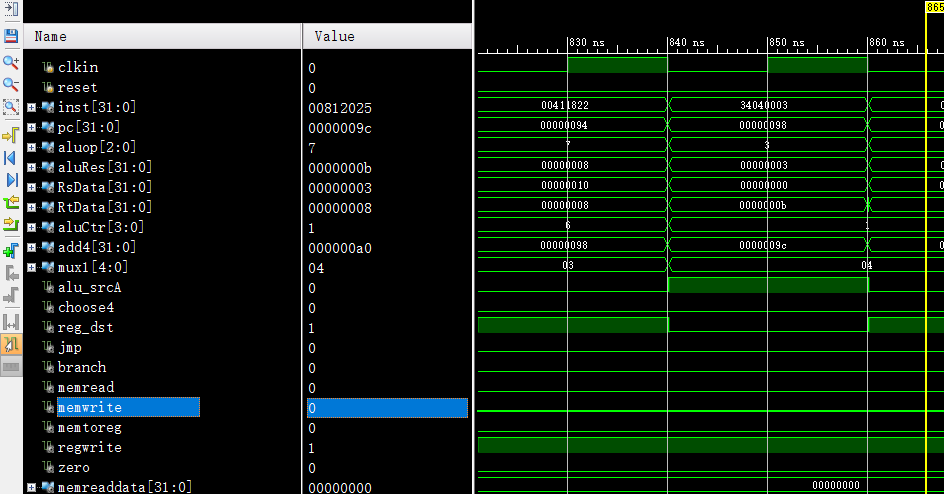 865
Name Value
830 ns 840 ns 850 ns 860 ns
clkin 0
reset 0
inst[31:0] 00812025 00411822 34040003
pc[31:0] 0000009c 00000094 00000098
aluop[2:0] 7 7 3
aluRes[31:0] 0000000b 00000008 00000003
RsData[31:0] 00000003 00000010 00000000
RtData[31:0] 00000008 00000008 0000000b
aluCtr[3:0] 1 6 1
add4[31:0] 000000a0 00000098 0000009c
mux1[4:0] 04 03 04
alu_srcA 0
choose4 0
reg_dst 1
jmp 0
branch 0
memread 0
memwrite 0
memtoreg 0
regwrite 1
zero 0
memreaddata[31:0] 00000000 00000000